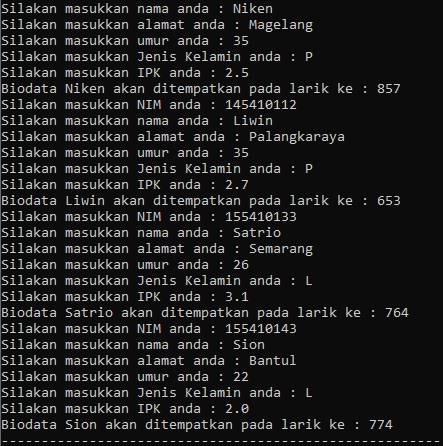 Silakan masukkan nama anda : Niken
Silakan masukkan alamat anda : Magelang
Silakan masukkan umur anda : 35
Silakan masukkan Jenis Kelamin anda : P
Silakan masukkan IPK anda : 2.5
Biodata Niken akan ditempatkan pada larik ke : 857
Silakan masukkan NIM anda : 145410112
Silakan masukkan nama anda : Liwin
Silakan masukkan alamat anda : Palangkaraya
Silakan masukkan umur anda : 35
Silakan masukkan Jenis Kelamin anda : P
Silakan masukkan IPK anda : 2.7
Biodata Liwin akan ditempatkan pada larik ke : 653
Silakan masukkan NIM anda : 155410133
Silakan masukkan nama anda : Satrio
Silakan masukkan alamat anda : Semarang
Silakan masukkan umur anda : 26
Silakan masukkan Jenis Kelamin anda : L
Silakan masukkan IPK anda : 3.1
Biodata Satrio akan ditempatkan pada larik ke : 764
Silakan masukkan NIM anda : 155410143
Silakan masukkan nama anda : Sion
Silakan masukkan alamat anda : Bantul
Silakan masukkan umur anda : 22
Silakan masukkan Jenis Kelamin anda : L
Silakan masukkan IPK anda : 2.0
Biodata Sion akan ditempatkan pada larik ke : 774
-------------------------------------------------------